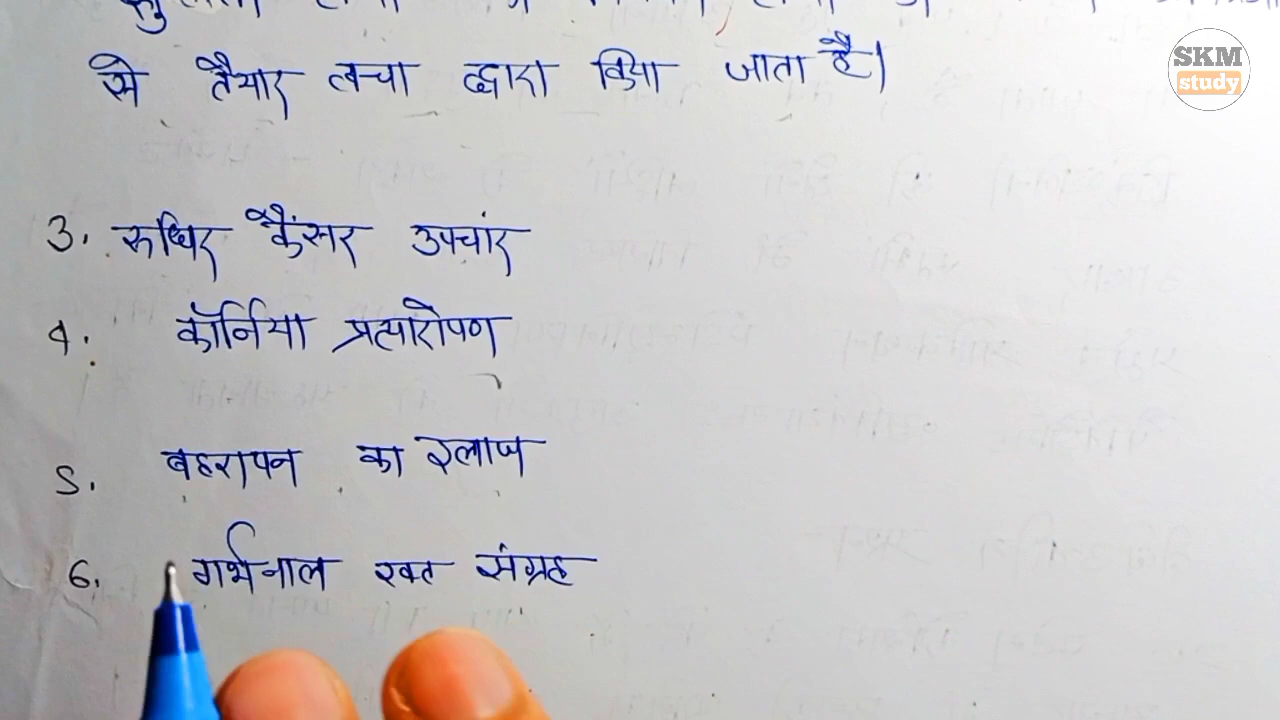 SKM
study
से तैयार त्वचा द्वारा किया जाता है।
3. रुधिर कैंसर उपचांर
4. कॉर्निया प्रत्यारोपण
5. बहरापन का इलाज
6. गर्भनाल रक्त संग्रह